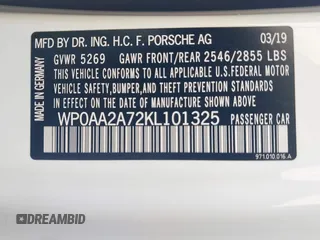 MFD BY DR. ING. H.C. F. PORSCHE AG 03/19
GVWR 5269 GAWR FRONT/REAR 2546/2855 LBS
THIS VEHICLE CONFORMS TO ALL APPLICABLE
U.S. FEDERAL MOTOR VEHICLE
SAFETY, BUMPER, AND THEFT
PREVENTION STANDARDS IN EFFECT ON THE
DATE OF MANUFACTURE SHOWN ABOVE.
WP0AA2A72KL101325
PASSENGER CAR
971.010.016 A
MADE IN GERMANY
DREAMBID